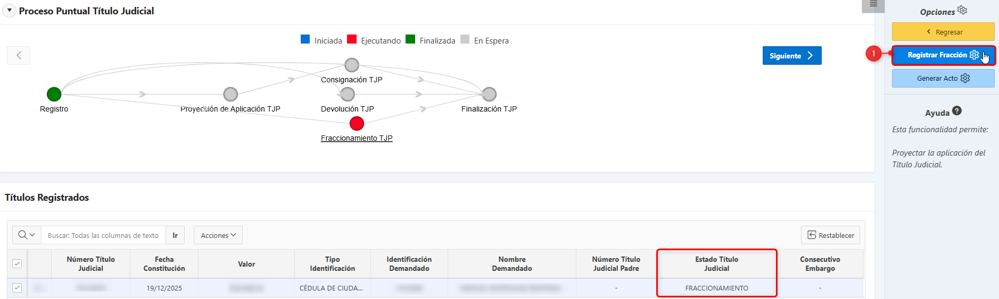 Proceso Puntual Título Judicial
Iniciada Ejecutando Finalizada En Espera
Siguiente
Registro
Proyección de Aplicación TJP
Consignación TJP
Devolución TJP
Fraccionamiento TJP
Finalización TJP
Opciones
Regresar
1
Registrar Fracción
Generar Acto
Ayuda
Esta funcionalidad permite:
Proyectar la aplicación del
Título Judicial.
Títulos Registrados
Buscar: Todas las columnas de texto
Ir
Acciones
Restablecer
Número Título
Judicial
Fecha
Constitución
Valor
Tipo
Identificación
Identificación
Demandado
Nombre
Demandado
Número Título
Judicial Padre
Estado Título
Judicial
Consecutivo
Embargo
19/12/2025
CÉDULA DE CIUDA...
-
FRACCIONAMIENTO
-